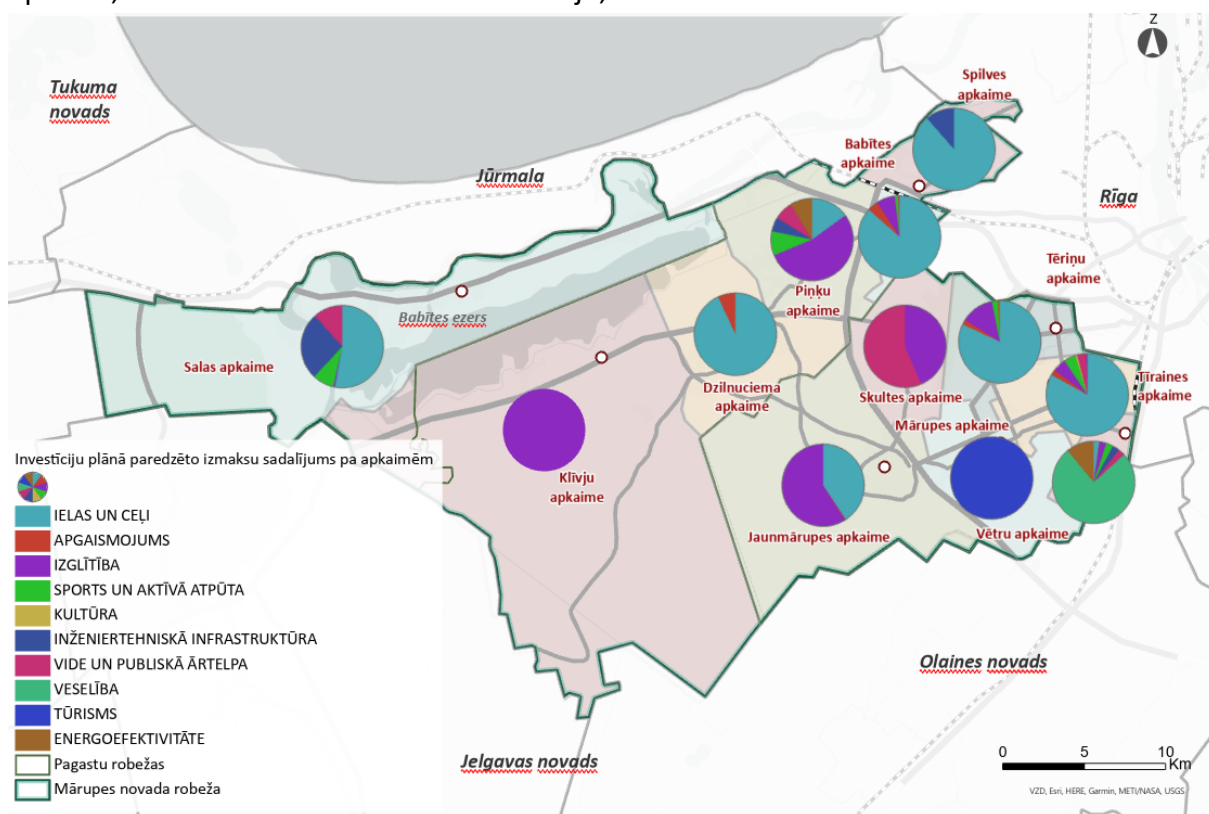 Z
Tukuma
novads
Spilves
apkaime
Babītes
apkaime
Jūrmala
Rīga
Tēriņu
apkaime
Piņķu
apkaime
Babītes ezers
Salas apkaime
Dzilnuciema
apkaime
Skultes apkaime
Tīraines
apkaime
Mārupes apkaime
Klīvju
apkaime
Jaunmārupes apkaime
Vētru apkaime
Investīciju plānā paredzēto izmaksu sadalījums pa apkaimēm
IELAS UN CEĻI
APGAISMOJUMS
IZGLĪTĪBA
SPORTS UN AKTĪVĀ ATPŪTA
KULTŪRA
INŽENIERTEHNISKĀ INFRASTRUKTŪRA
VIDE UN PUBLISKĀ ĀRTELPA
VESELĪBA
TŪRISMS
ENERGOEFEKTIVITĀTE
Pagastu robežas
Mārupes novada robeža
Olaines novads
Jelgavas novads
0 5 10
Km
VZD, Esri, HERE, Garmin, METI/NASA, USGS